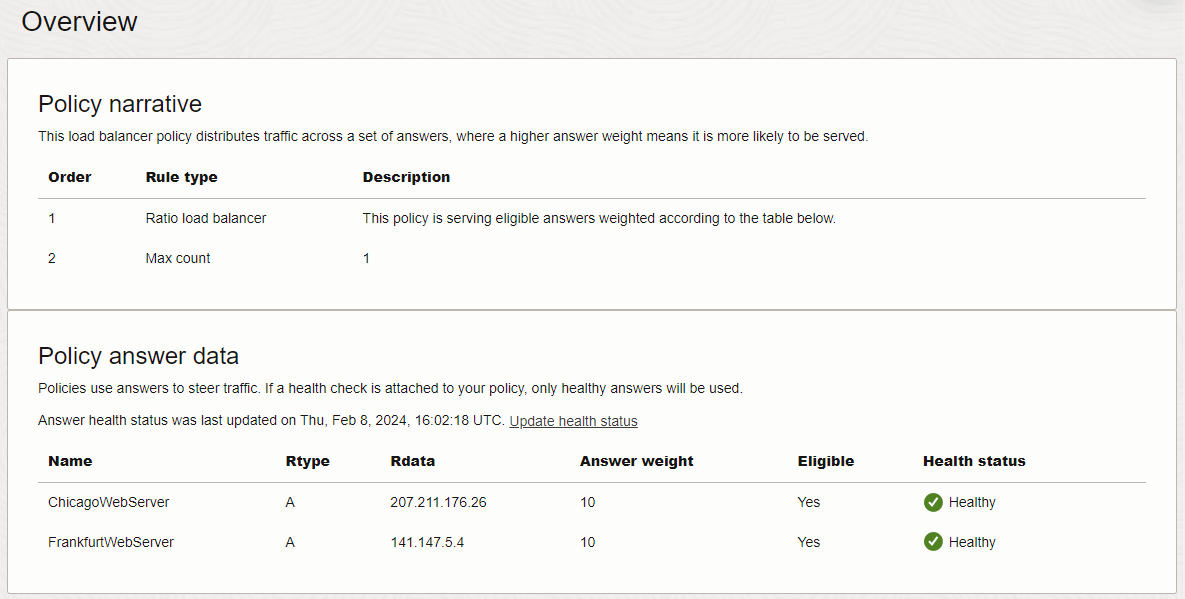 Overview
Policy narrative
This load balancer policy distributes traffic across a set of answers, where a higher answer weight means it is more likely to be served.
Order Rule type Description
1 Ratio load balancer This policy is serving eligible answers weighted according to the table below.
2 Max count 1
Policy answer data
Policies use answers to steer traffic. If a health check is attached to your policy, only healthy answers will be used.
Answer health status was last updated on Thu, Feb 8, 2024, 16:02:18 UTC. Update health status
Name Rtype Rdata Answer weight Eligible Health status
ChicagoWebServer A 207.211.176.26 10 Yes Healthy
FrankfurtWebServer A 141.147.5.4 10 Yes Healthy